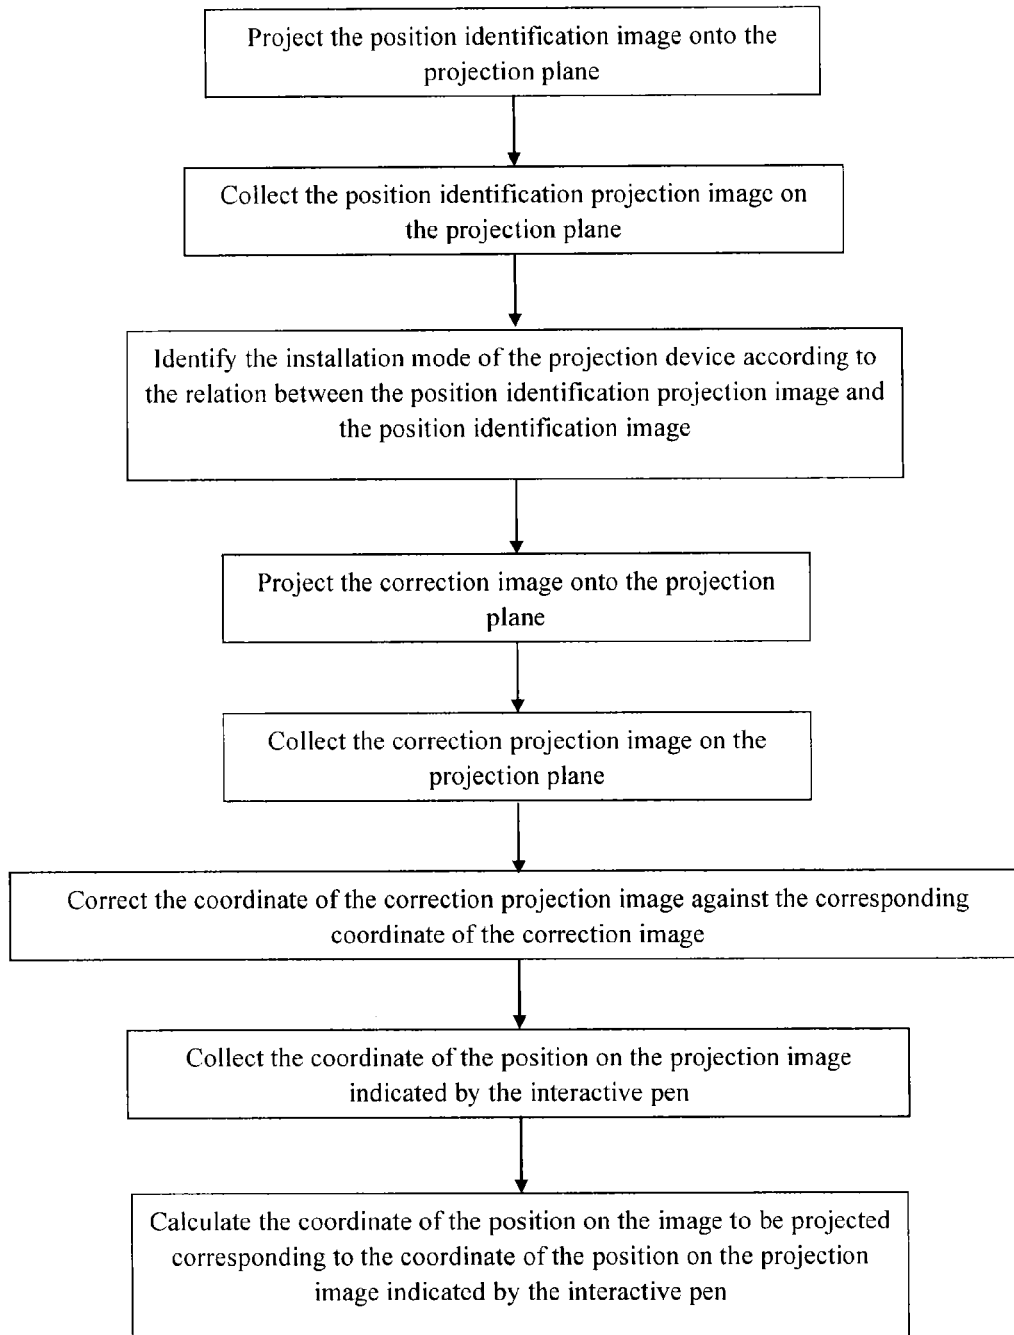 Project the position identification image onto the
projection plane
Collect the position identification projection image on
the projection plane
Identify the installation mode of the projection device according to
the relation between the position identification projection image and
the position identification image
Project the correction image onto the projection
plane
Collect the correction projection image on the
projection plane
Correct the coordinate of the correction projection image against the corresponding
coordinate of the correction image
Collect the coordinate of the position on the projection image
indicated by the interactive pen
Calculate the coordinate of the position on the image to be projected
corresponding to the coordinate of the position on the projection
image indicated by the interactive pen